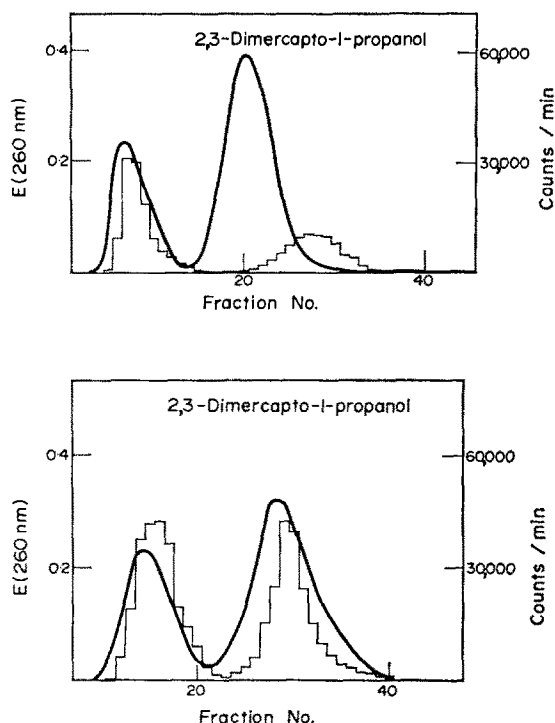 2,3-Dimercapto-1-propanol
0·4
0·2
E (260 nm)
60,000
30,000
Counts / min
20
40
Fraction No.
2,3-Dimercapto-1-propanol
0·4
0·2
E (260 nm)
60,000
30,000
Counts / min
20
30
40
Fraction No.